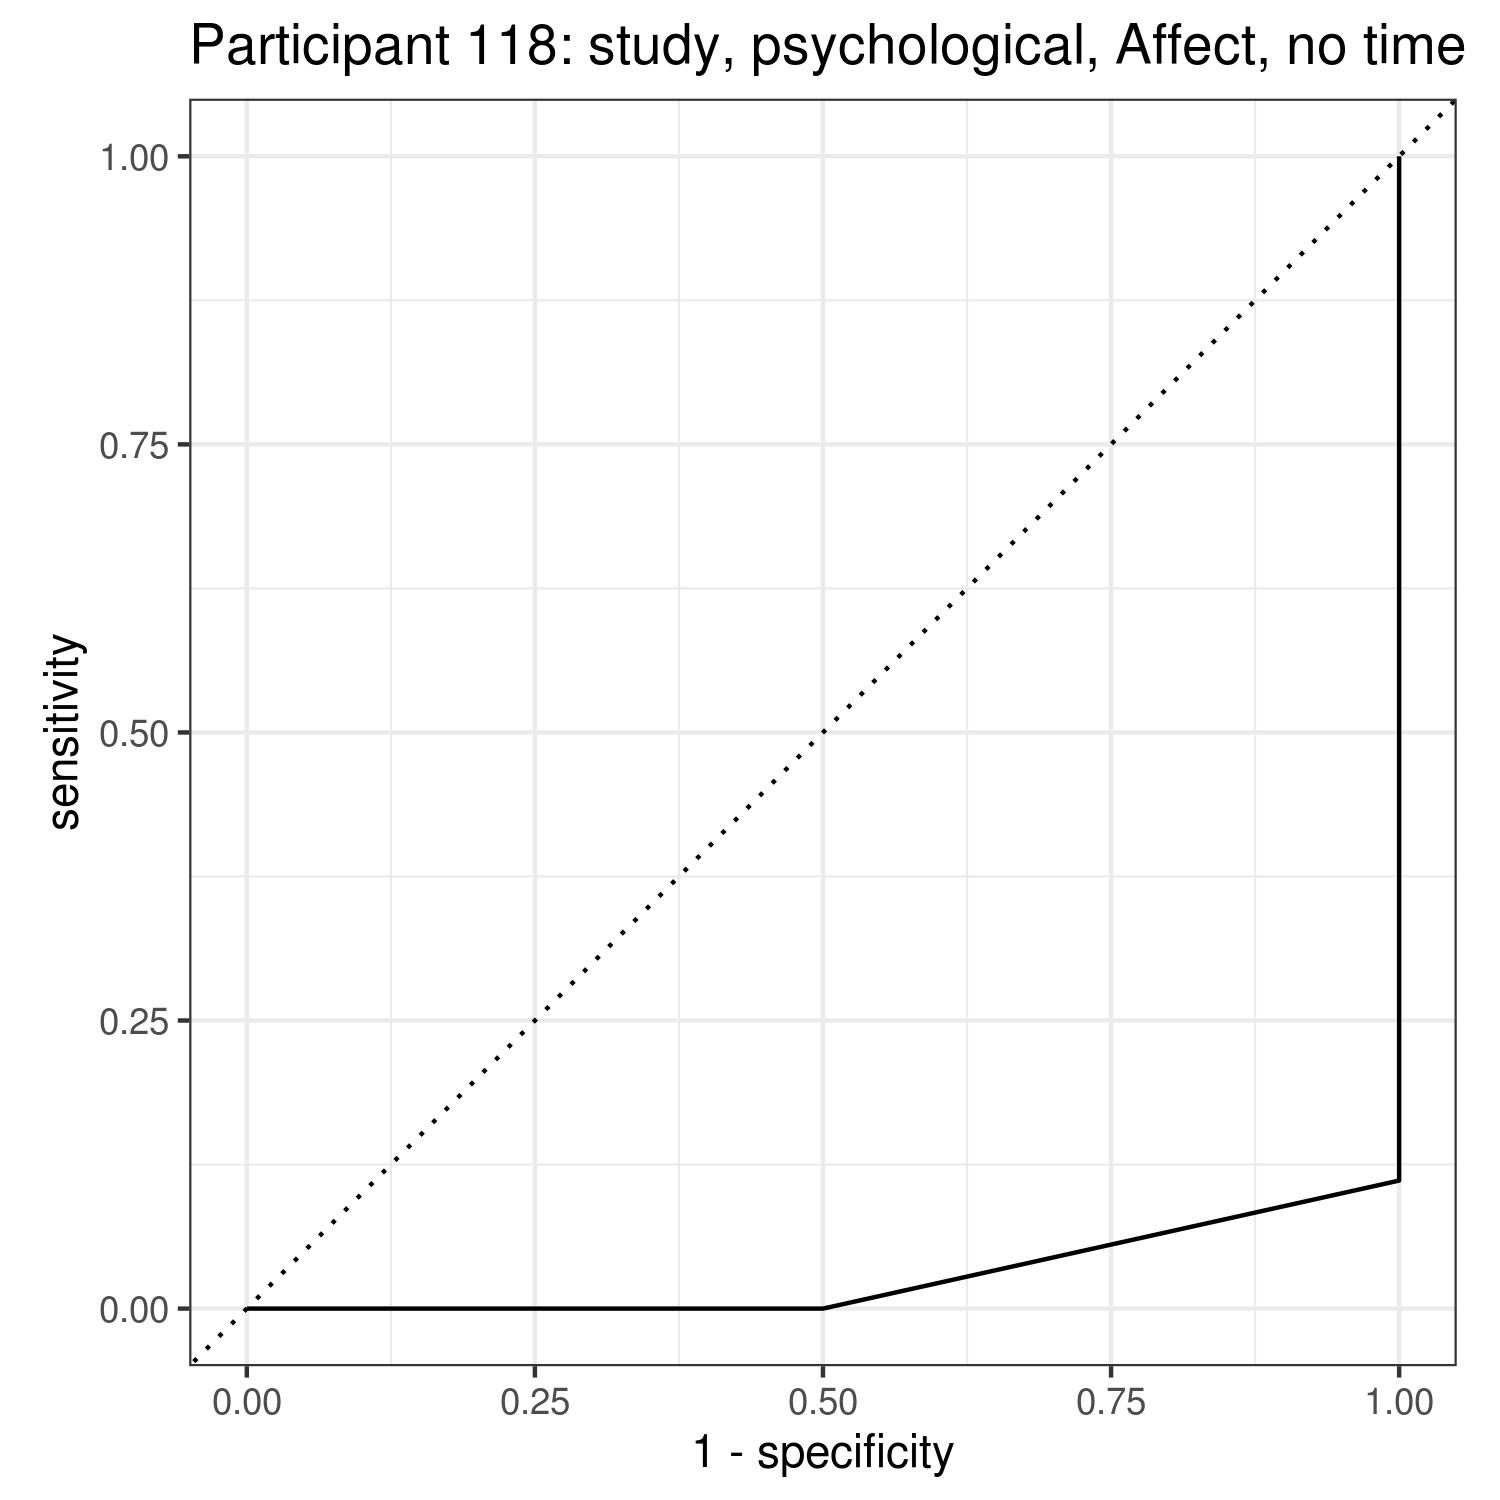 Participant 118: study, psychological, Affect, no time
1.00
0.75
0.50
0.25
0.00
sensitivity
0.00 0.25 0.50 0.75 1.00
1 - specificity